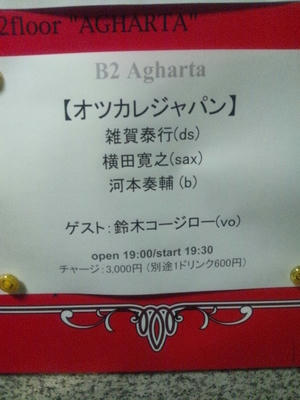 2floor "AGHARTA"
B2 Agharta
【オツカレジャパン】
雑賀泰行(ds)
横田寛之(sax)
河本奏輔 (b)
ゲスト：鈴木コージロー(vo)
open 19:00/start 19:30
チャージ：3,000円 (別途1ドリンク600円)